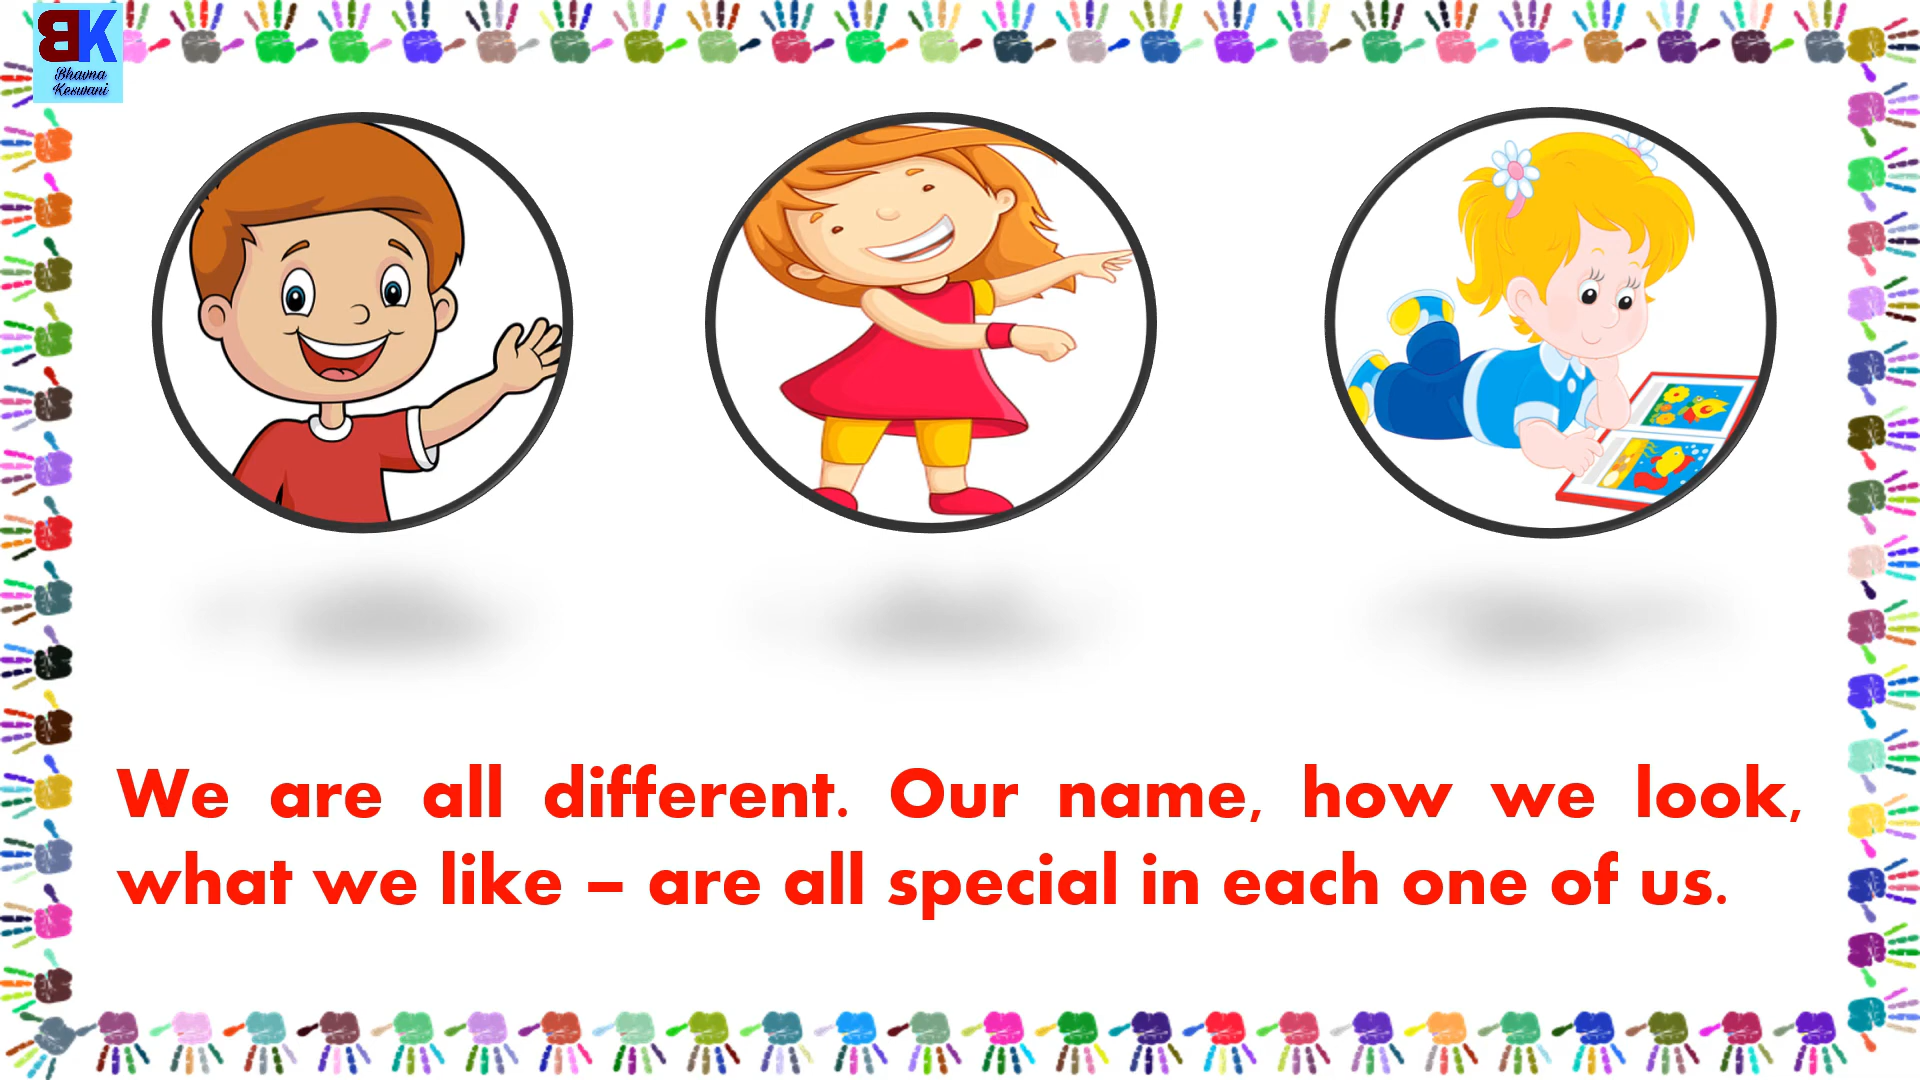 BK
Bhavna
Keswani
We are all different. Our name, how we look,
what we like – are all special in each one of us.